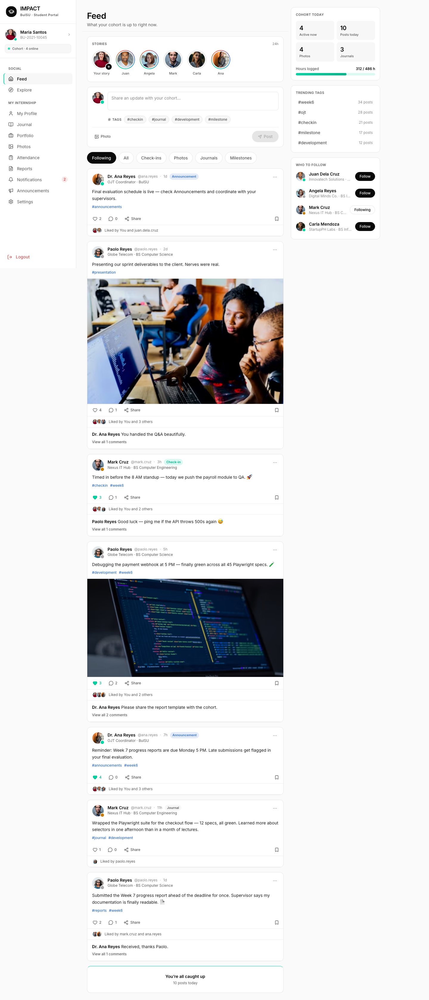 IMPACT
BulSU · Student Portal
Maria Santos
BU-2021-10045
Cohort · 4 online
SOCIAL
Feed
Explore
MY INTERNSHIP
My Profile
Journal
Portfolio
Photos
Attendance
Reports
Notifications 2
Announcements
Settings
Logout
Feed
What your cohort is up to right now.
STORIES 24h
Your story Juan Angela Mark Carla Ana
Share an update with your cohort...
# TAGS #checkin #journal #development #milestone
Photo Post
Following All Check-ins Photos Journals Milestones
Dr. Ana Reyes @ana.reyes · 1d Announcement
OJT Coordinator · BulSU
Final evaluation schedule is live — check Announcements and coordinate with your
supervisors.
#announcements
2 0 Share
Liked by You and juan.dela.cruz
Paolo Reyes @paolo.reyes · 2d
Globe Telecom · BS Computer Science
Presenting our sprint deliverables to the client. Nerves were real.
#presentation
4 1 Share
Liked by You and 3 others
Dr. Ana Reyes You handled the Q&A beautifully.
View all 1 comments
Mark Cruz @mark.cruz · 3h Check-in
Nexus IT Hub · BS Computer Engineering
Timed in before the 8 AM standup — today we push the payroll module to QA. 🚀
#checkin #week6
3 1 Share
Liked by You and 2 others
Paolo Reyes Good luck — ping me if the API throws 500s again 😅
View all 1 comments
Paolo Reyes @paolo.reyes · 5h
Globe Telecom · BS Computer Science
Debugging the payment webhook at 5 PM — finally green across all 45 Playwright specs. 🧪
#development #week6
3 2 Share
Liked by You and 2 others
Dr. Ana Reyes Please share the report template with the cohort.
View all 2 comments
Dr. Ana Reyes @ana.reyes · 7h Announcement
OJT Coordinator · BulSU
Reminder: Week 7 progress reports are due Monday 5 PM. Late submissions get flagged in
your final evaluation.
#announcements #week6
4 0 Share
Liked by You and 3 others
Mark Cruz @mark.cruz · 11h Journal
Nexus IT Hub · BS Computer Engineering
Wrapped the Playwright suite for the checkout flow — 12 specs, all green. Learned more about
selectors in one afternoon than in a month of lectures.
#journal #development
1 0 Share
Liked by paolo.reyes
Paolo Reyes @paolo.reyes · 1d
Globe Telecom · BS Computer Science
Submitted the Week 7 progress report ahead of the deadline for once. Supervisor says my
documentation is finally readable. 📄
#reports #week6
2 1 Share
Liked by mark.cruz and ana.reyes
Dr. Ana Reyes Received, thanks Paolo.
View all 1 comments
You're all caught up
10 posts today
COHORT TODAY
4 10
Active now Posts today
4 3
Photos Journals
Hours logged 312 / 486 h
TRENDING TAGS
#week6 34 posts
#ojt 28 posts
#checkin 21 posts
#milestone 17 posts
#development 12 posts
WHO TO FOLLOW
Juan Dela Cruz Follow
Innovatech Solutions · ...
Angela Reyes Follow
Digital Minds Co. · BS I...
Mark Cruz Following
Nexus IT Hub · BS C...
Carla Mendoza Follow
StartupPH Labs · BS Inf...